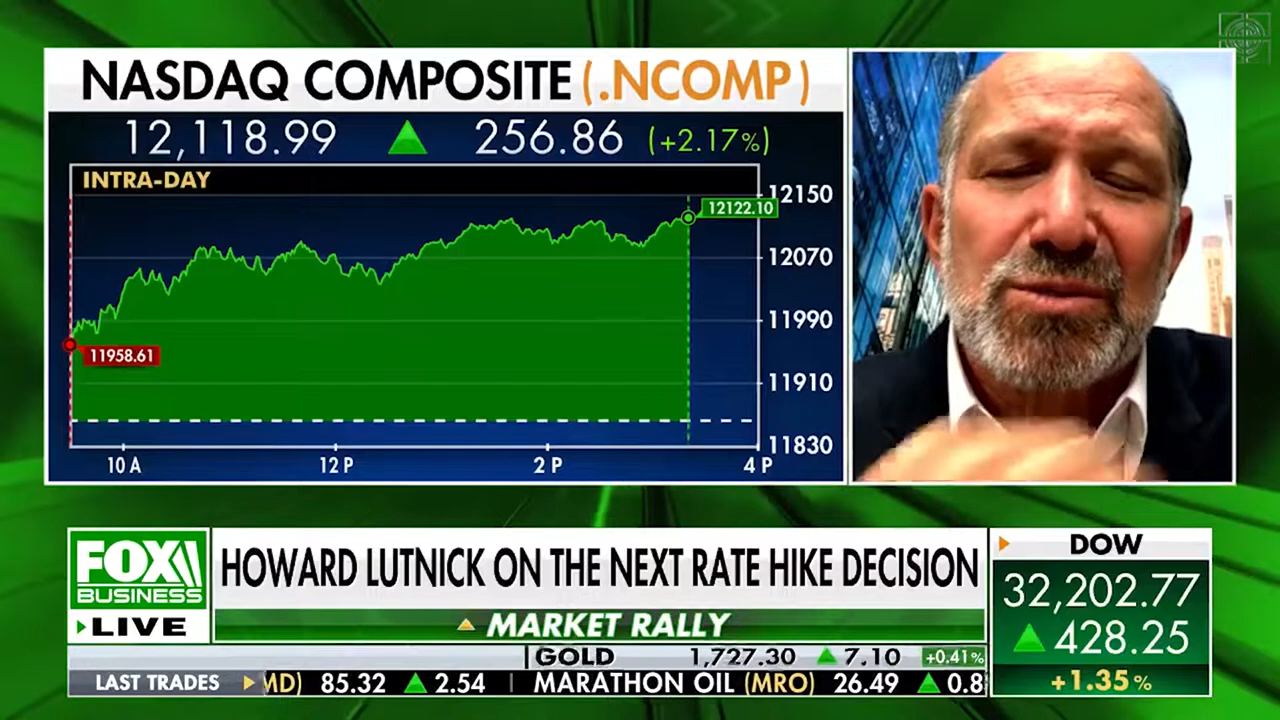 NASDAQ COMPOSITE (.NCOMP)
12,118.99 ▲ 256.86 (+2.17%)
INTRA-DAY
12150
12122.10
12070
11990
11958.61
11910
11830
10 A 12 P 2 P 4 P
FOX
BUSINESS
LIVE
HOWARD LUTNICK ON THE NEXT RATE HIKE DECISION
MARKET RALLY
DOW
32,202.77
▲ 428.25
+1.35%
GOLD 1,727.30 ▲ 7.10 +0.41%
LAST TRADES MD) 85.32 ▲ 2.54 | MARATHON OIL (MRO) 26.49 ▲ 0.8